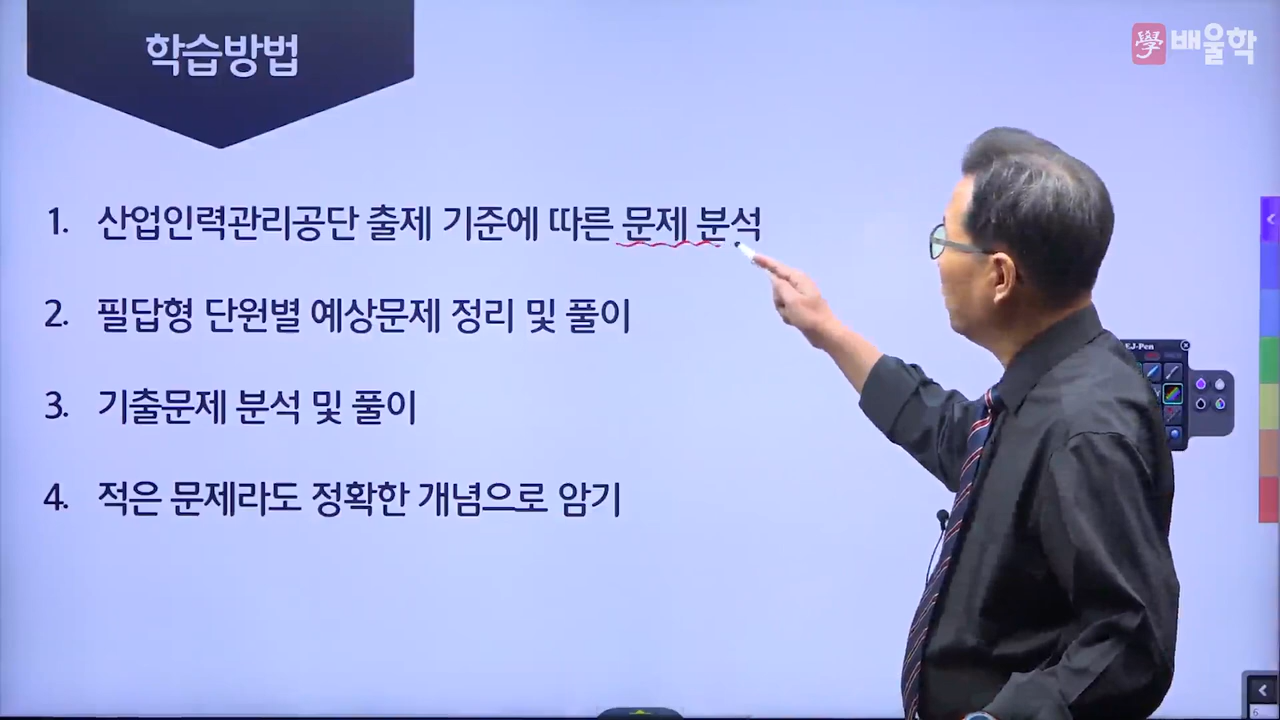 학습방법
學 배울학
1. 산업인력관리공단 출제 기준에 따른 문제 분석
2. 필답형 단원별 예상문제 정리 및 풀이
EJ-Pen
3. 기출문제 분석 및 풀이
4. 적은 문제라도 정확한 개념으로 암기